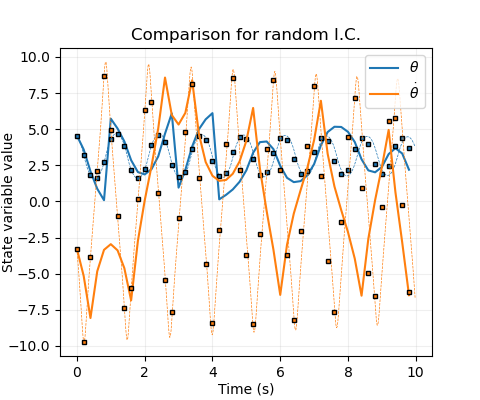 Comparison for random I.C.
θ
θ̇
State variable value
10.0
7.5
5.0
2.5
0.0
−2.5
−5.0
−7.5
−10.0
0 2 4 6 8 10
Time (s)